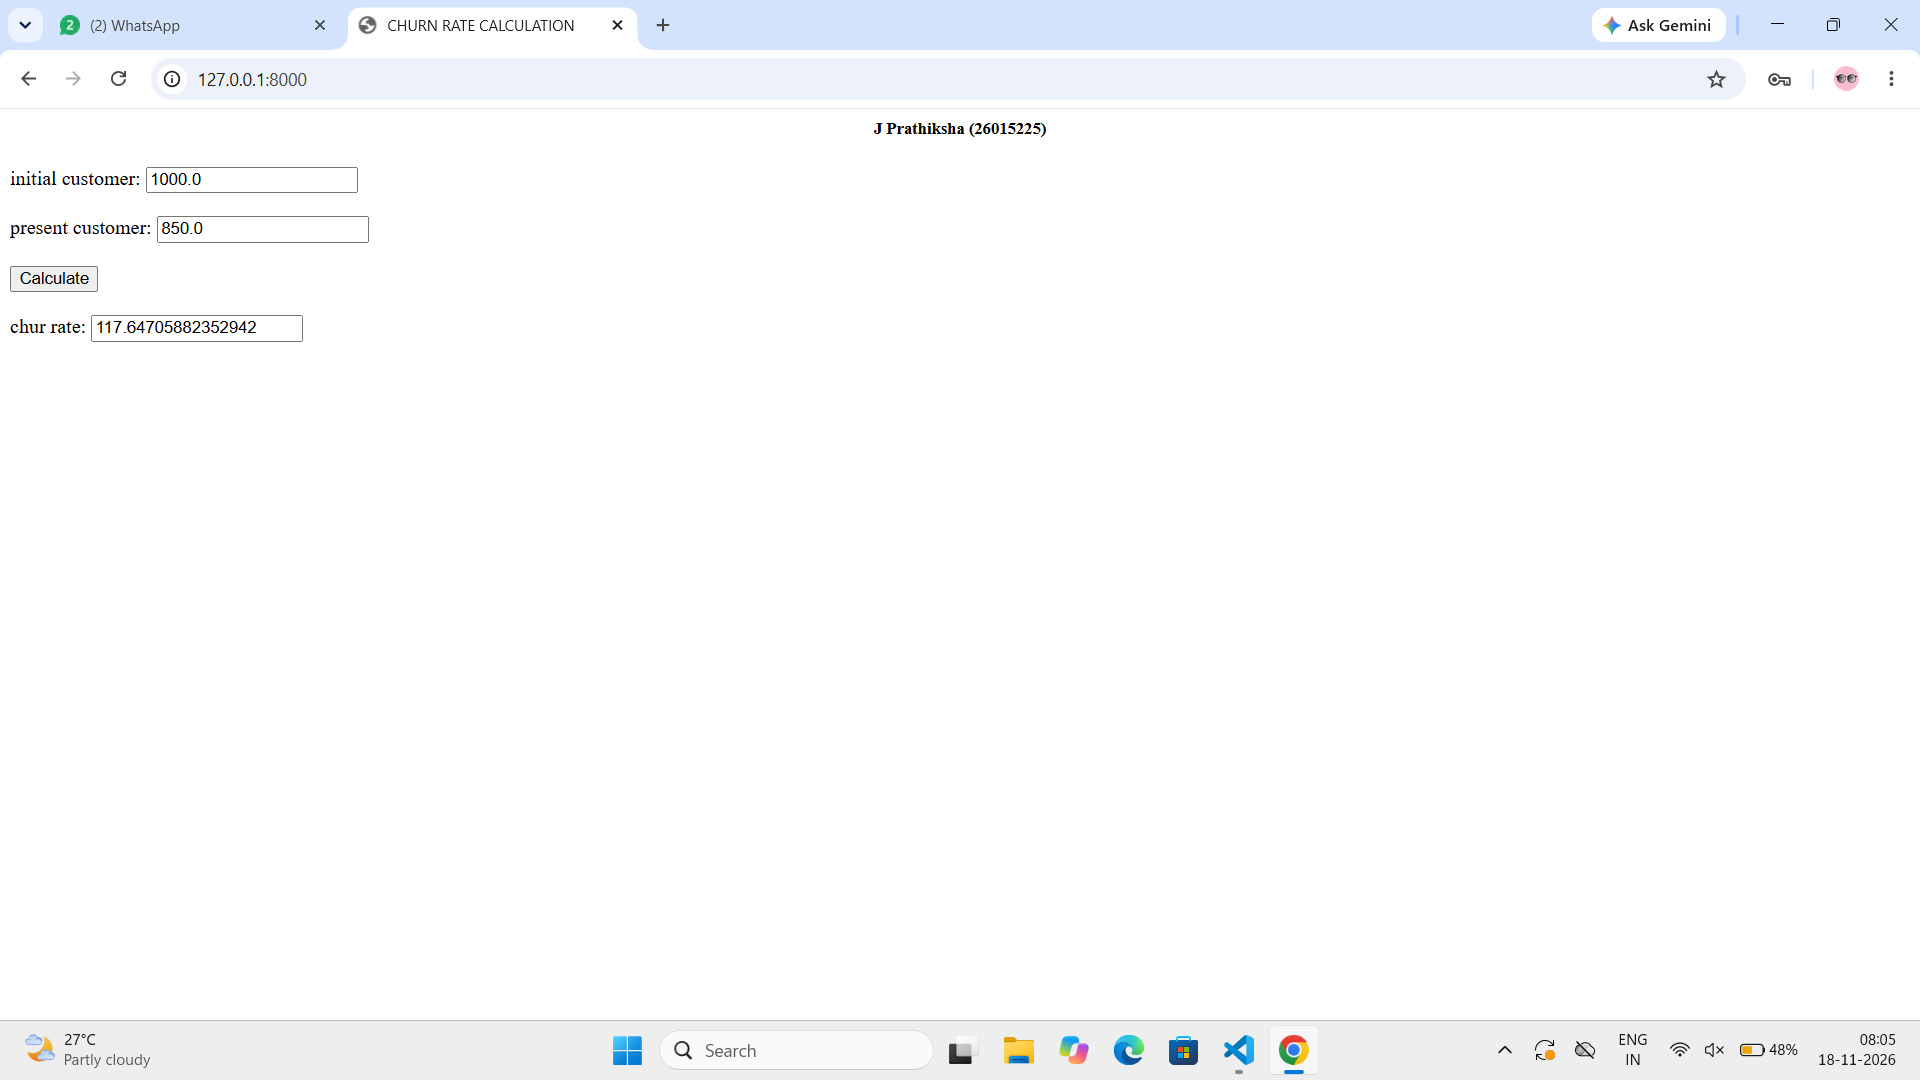 2 (2) WhatsApp
CHURN RATE CALCULATION
Ask Gemini
127.0.0.1:8000
J Prathiksha (26015225)
initial customer: 1000.0
present customer: 850.0
Calculate
chur rate: 117.64705882352942
27°C
Partly cloudy
Search
ENG
IN
48%
08:05
18-11-2026